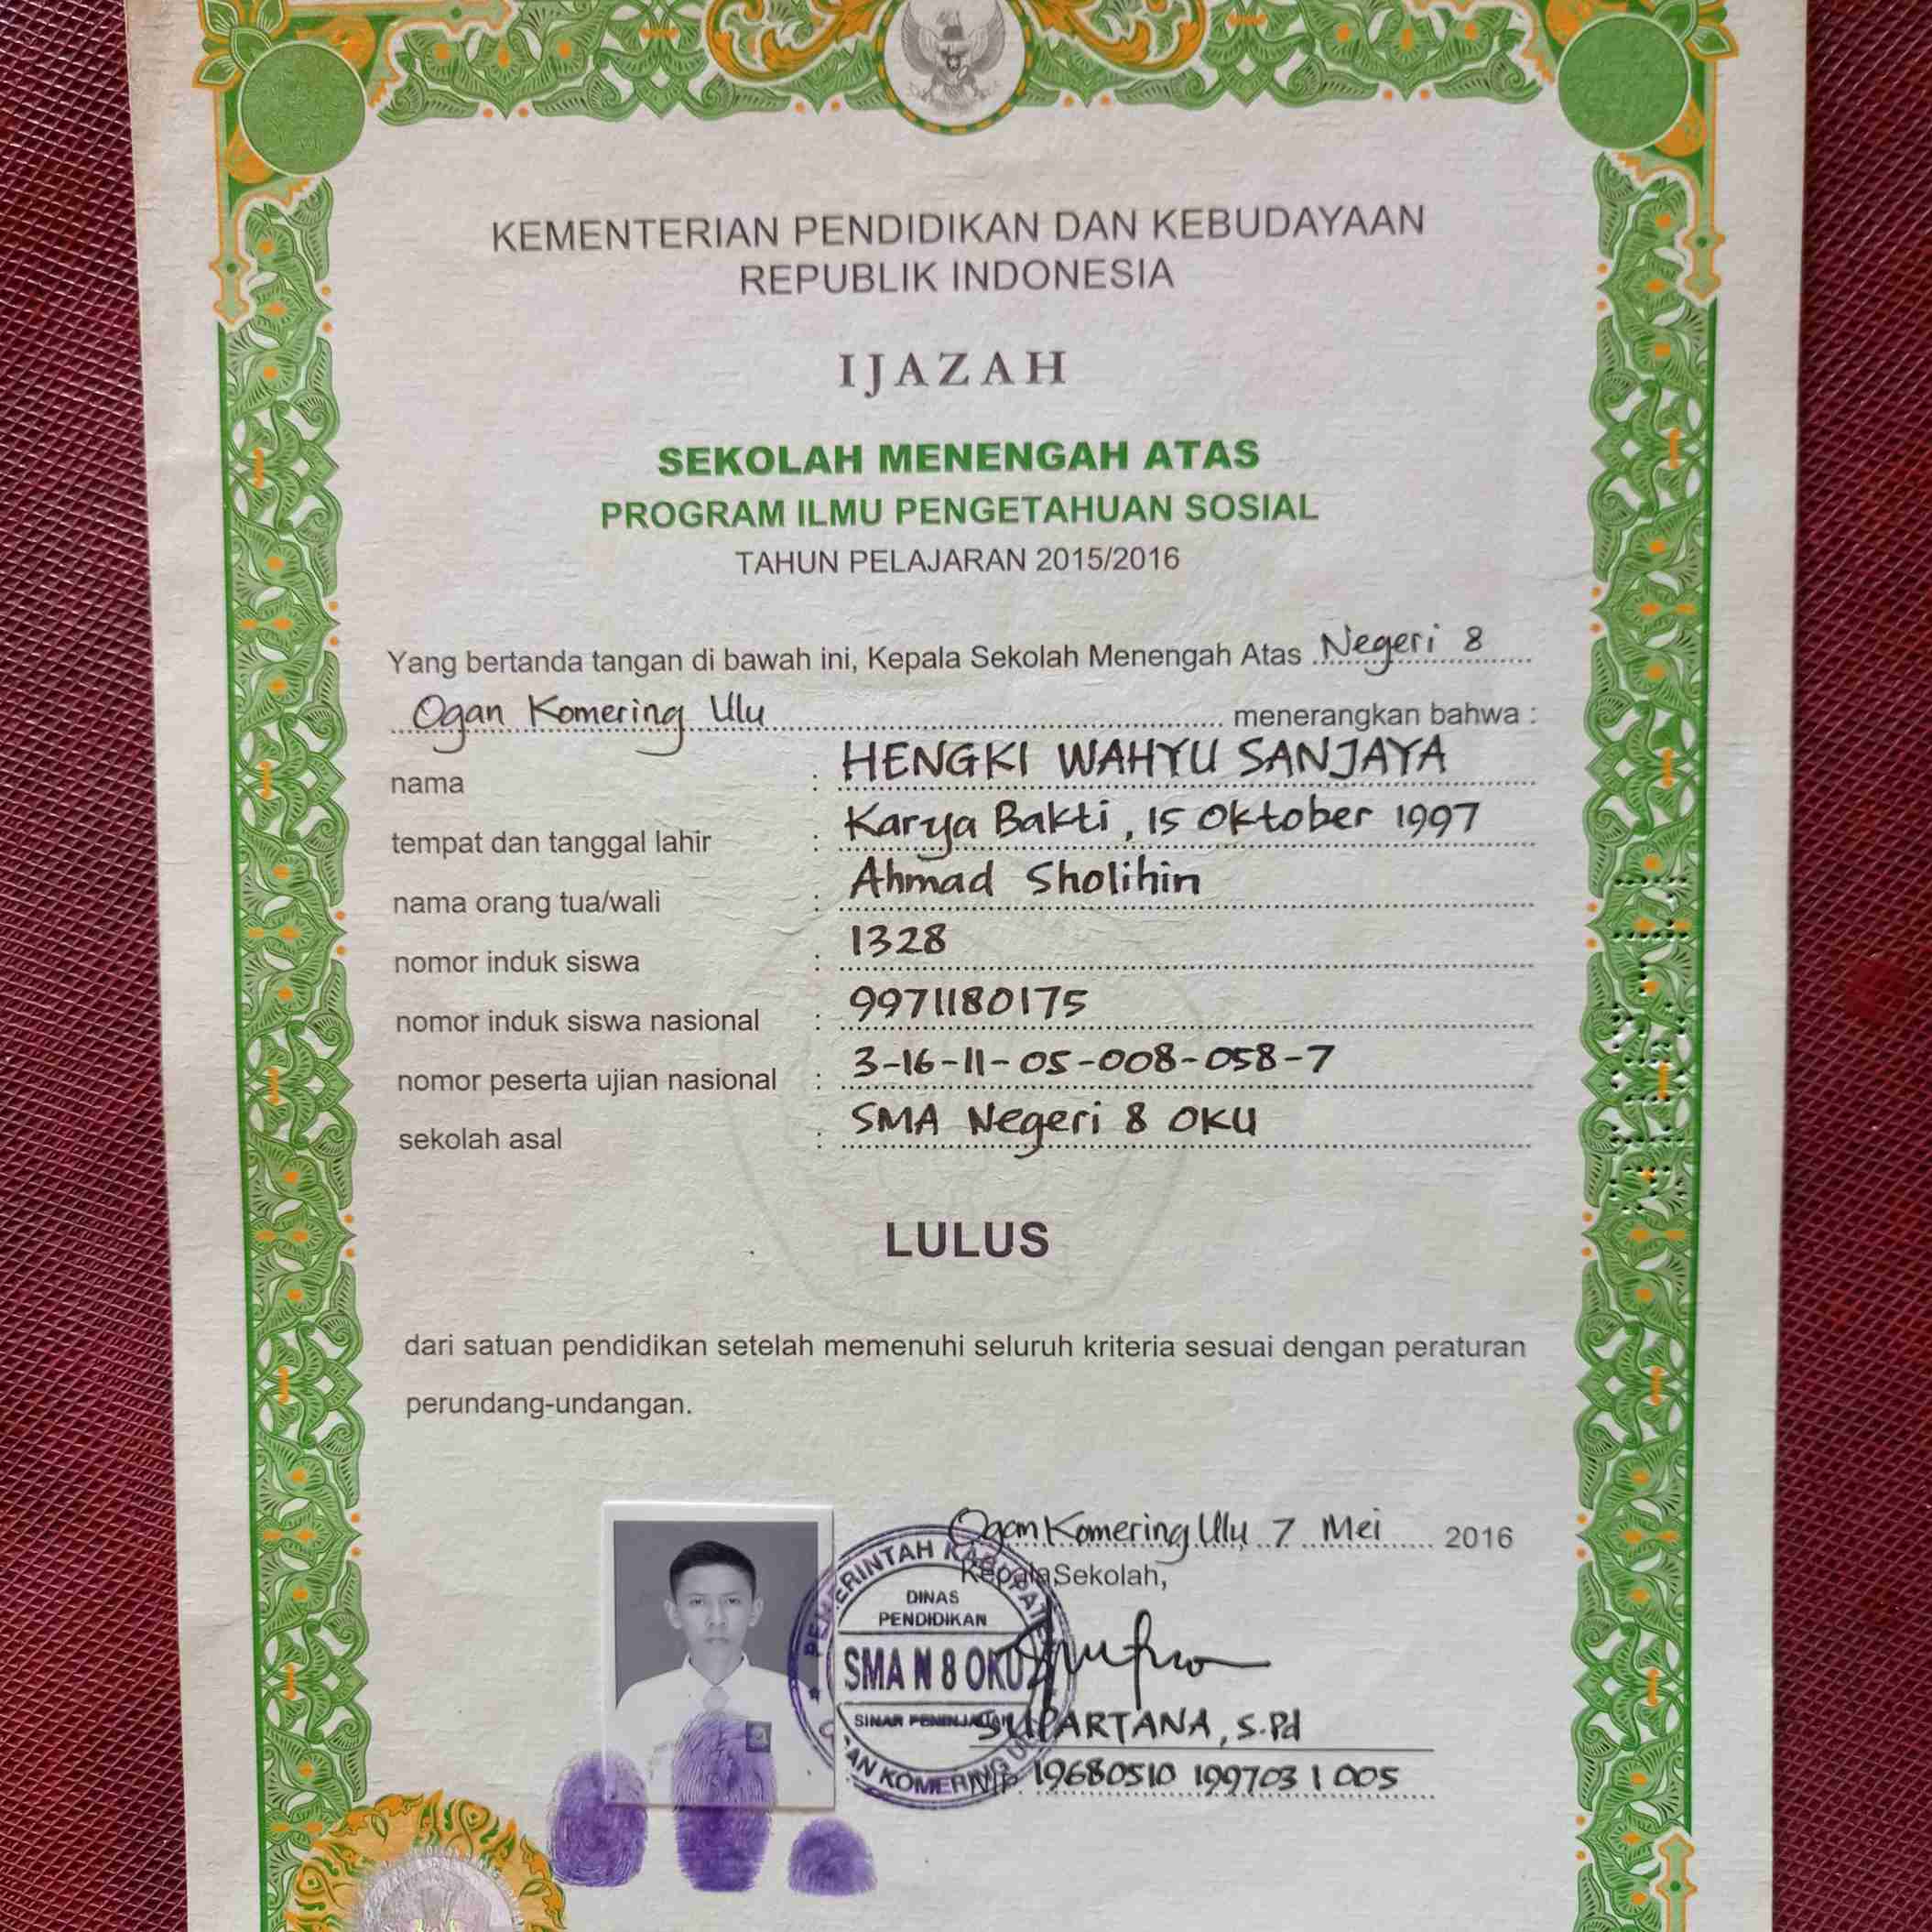 KEMENTERIAN PENDIDIKAN DAN KEBUDAYAAN
REPUBLIK INDONESIA
IJAZAH
SEKOLAH MENENGAH ATAS
PROGRAM ILMU PENGETAHUAN SOSIAL
TAHUN PELAJARAN 2015/2016
Yang bertanda tangan di bawah ini, Kepala Sekolah Menengah Atas Negeri 8
Ogan Komering Ulu menerangkan bahwa :
nama : HENGKI WAHYU SANJAYA
tempat dan tanggal lahir : Karya Bakti, 15 Oktober 1997
nama orang tua/wali : Ahmad Sholihin
nomor induk siswa : 1328
nomor induk siswa nasional : 9971180175
nomor peserta ujian nasional : 3-16-11-05-008-058-7
sekolah asal : SMA Negeri 8 OKU
LULUS
dari satuan pendidikan setelah memenuhi seluruh kriteria sesuai dengan peraturan
perundang-undangan.
Ogan Komering Ulu, 7 Mei 2016
Kepala Sekolah,
PEMERINTAH
DINAS
PENDIDIKAN
SMA N 8 OKU
SINAR PENINJAUAN
KOMERING
SUPARTANA, S.Pd
NIP. 19680510 199703 1 005